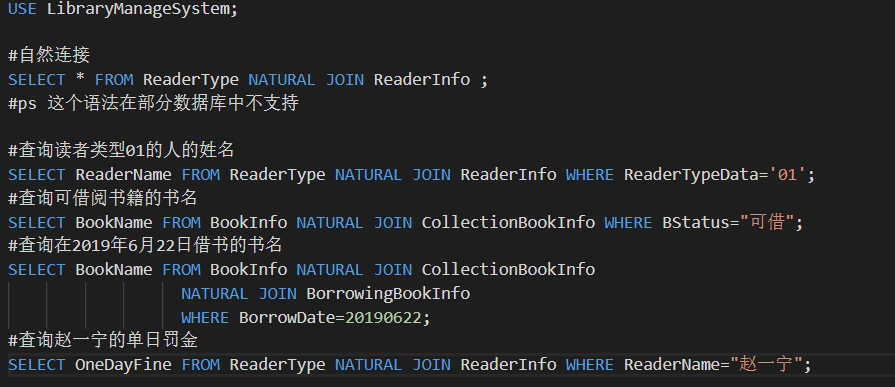 USE LibraryManageSystem;
#自然连接
SELECT * FROM ReaderType NATURAL JOIN ReaderInfo ;
#ps 这个语法在部分数据库中不支持
#查询读者类型01的人的姓名
SELECT ReaderName FROM ReaderType NATURAL JOIN ReaderInfo WHERE ReaderTypeData='01';
#查询可借阅书籍的书名
SELECT BookName FROM BookInfo NATURAL JOIN CollectionBookInfo WHERE BStatus="可借";
#查询在2019年6月22日借书的书名
SELECT BookName FROM BookInfo NATURAL JOIN CollectionBookInfo
NATURAL JOIN BorrowingBookInfo
WHERE BorrowDate=20190622;
#查询赵一宁的单日罚金
SELECT OneDayFine FROM ReaderType NATURAL JOIN ReaderInfo WHERE ReaderName="赵一宁";